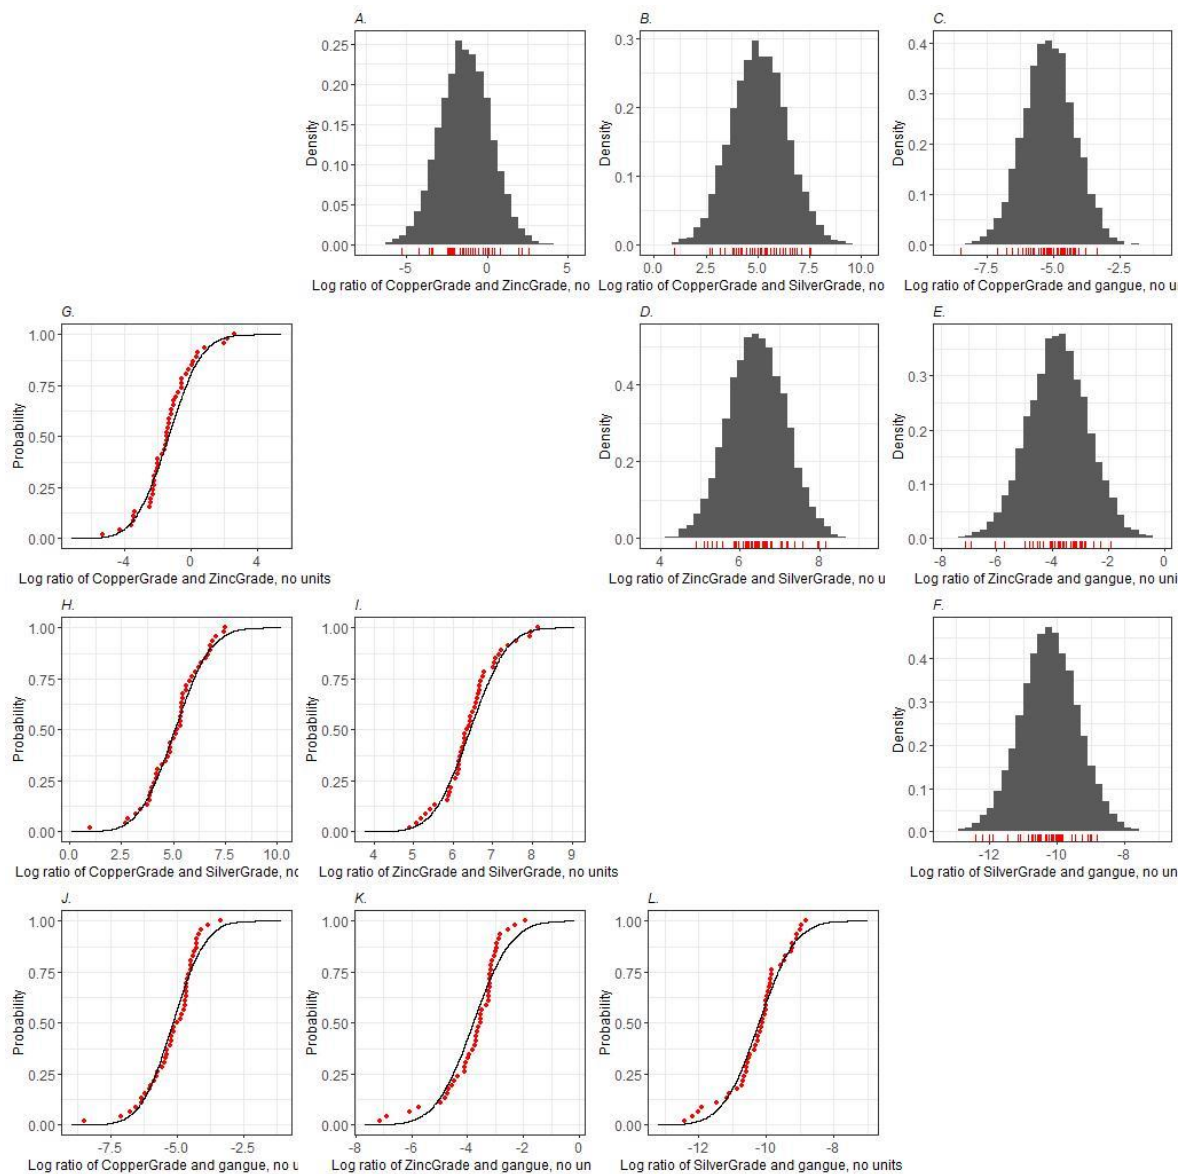 A.
0.25
0.20
0.15
0.10
0.05
0.00
Density
-5 0 5
Log ratio of CopperGrade and ZincGrade, no
B.
0.3
0.2
0.1
0.0
Density
0.0 2.5 5.0 7.5 10.0
Log ratio of CopperGrade and SilverGrade, no
C.
0.4
0.3
0.2
0.1
0.0
Density
-7.5 -5.0 -2.5
Log ratio of CopperGrade and gangue, no u
G.
1.00
0.75
0.50
0.25
0.00
Probability
-4 0 4
Log ratio of CopperGrade and ZincGrade, no units
D.
0.4
0.2
0.0
Density
4 6 8
Log ratio of ZincGrade and SilverGrade, no u
E.
0.3
0.2
0.1
0.0
Density
-8 -6 -4 -2 0
Log ratio of ZincGrade and gangue, no uni
H.
1.00
0.75
0.50
0.25
0.00
Probability
0.0 2.5 5.0 7.5 10.0
Log ratio of CopperGrade and SilverGrade, no
I.
1.00
0.75
0.50
0.25
0.00
Probability
4 5 6 7 8 9
Log ratio of ZincGrade and SilverGrade, no units
F.
0.4
0.3
0.2
0.1
0.0
Density
-12 -10 -8
Log ratio of SilverGrade and gangue, no un
J.
1.00
0.75
0.50
0.25
0.00
Probability
-7.5 -5.0 -2.5
Log ratio of CopperGrade and gangue, no u
K.
1.00
0.75
0.50
0.25
0.00
Probability
-8 -6 -4 -2 0
Log ratio of ZincGrade and gangue, no un
L.
1.00
0.75
0.50
0.25
0.00
Probability
-12 -10 -8
Log ratio of SilverGrade and gangue, no units